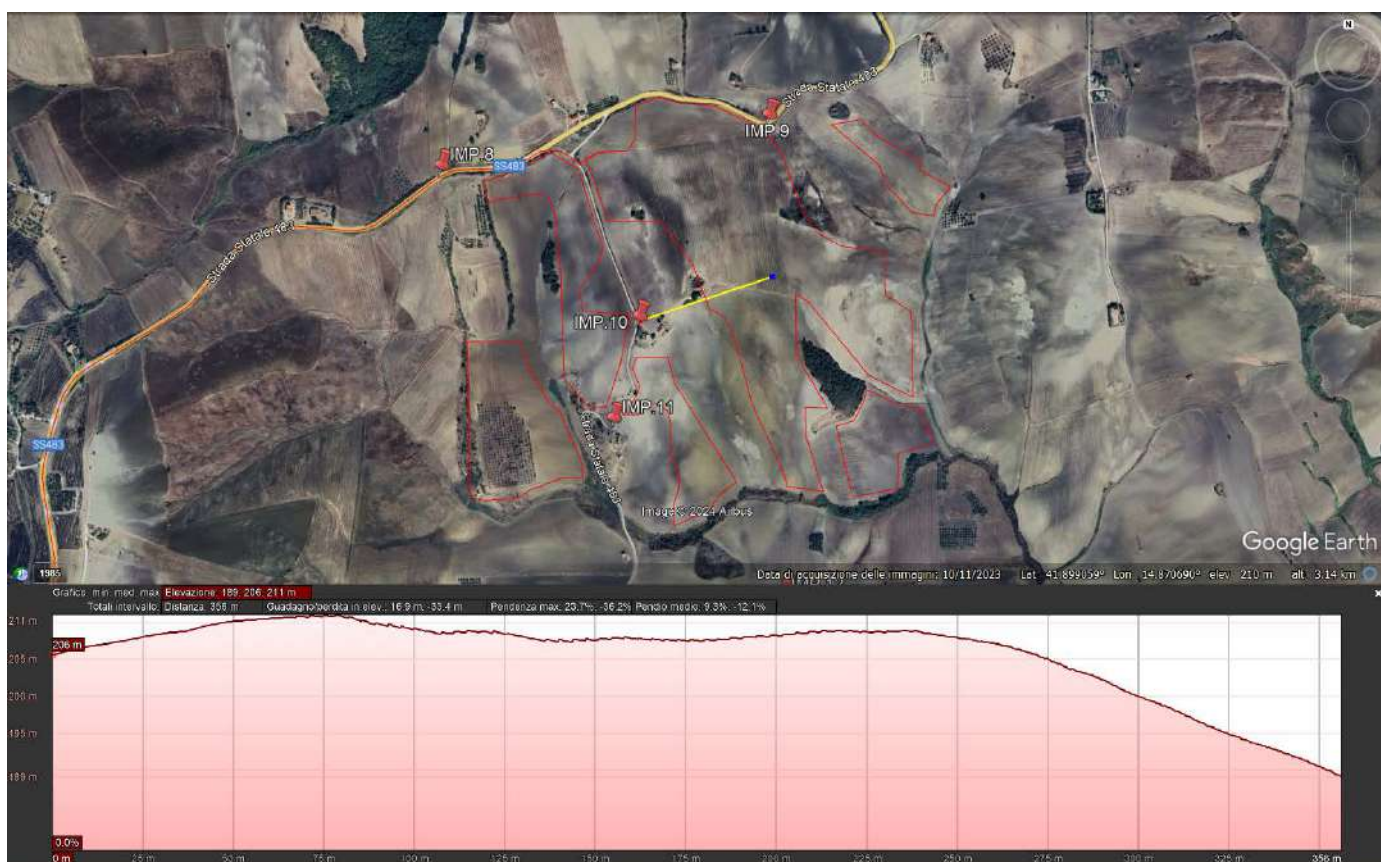 N
Strada Statale 483
IMP.9
IMP.8
SS483
IMP.10
IMP.11
SS483
Image © 2024 Airbus
Google Earth
1985
Data di acquisizione delle immagini: 10/11/2023 Lat 41.899059° Lon 14.870690° elev 210 m alt 3.14 km
Grafico min med max Elevazione: 189, 206, 211 m
Totali intervallo: Distanza: 356 m Guadagno/perdita in elev.: 16.9 m, -33.4 m Pendenza max: 23.7%, -36.2% Pendio medio: 9.3%, -12.1%
211 m
206 m
205 m
200 m
195 m
189 m
0.0%
0 m 25 m 50 m 75 m 100 m 125 m 150 m 175 m 200 m 225 m 250 m 275 m 300 m 325 m 356 m